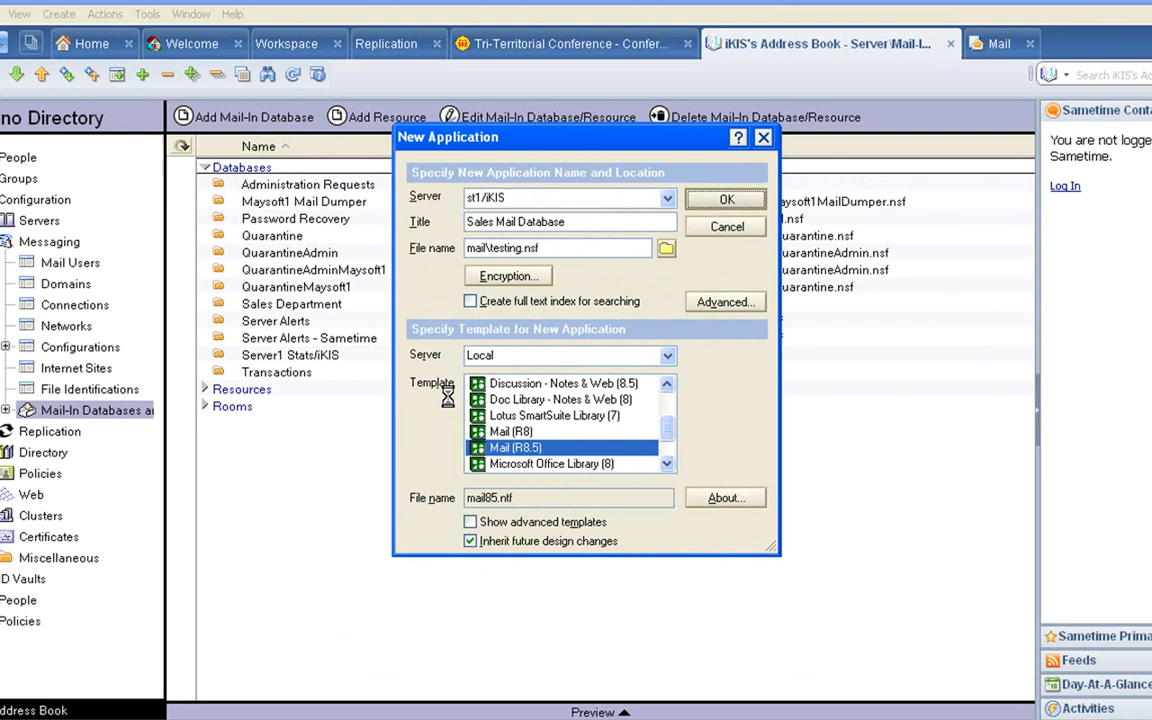 View Create Actions Tools Window Help
Home Welcome Workspace Replication Tri-Territorial Conference - Confer... iKIS's Address Book - Server\Mail-I... Mail
Search iKIS's Ac
no Directory
Add Mail-In Database Add Resource Edit Mail-In Database/Resource Delete Mail-In Database/Resource
People
Groups
Configuration
Servers
Messaging
Mail Users
Domains
Connections
Networks
Configurations
Internet Sites
File Identifications
Mail-In Databases a
Replication
Directory
Policies
Web
Clusters
Certificates
Miscellaneous
D Vaults
People
Policies
ddress Book
Name
Databases
Administration Requests
Maysoft1 Mail Dumper
aysoft1MailDumper.nsf
Password Recovery
.nsf
Quarantine
uarantine.nsf
QuarantineAdmin
uarantineAdmin.nsf
QuarantineAdminMaysoft1
uarantineAdmin.nsf
QuarantineMaysoft1
uarantine.nsf
Sales Department
Server Alerts
Server Alerts - Sametime
Server1 Stats/iKIS
Transactions
Resources
Rooms
New Application
Specify New Application Name and Location
Server st1/iKIS OK
Title Sales Mail Database Cancel
File name mail\testing.nsf
Encryption...
Create full text index for searching Advanced...
Specify Template for New Application
Server Local
Template
Discussion - Notes & Web (8.5)
Doc Library - Notes & Web (8)
Lotus SmartSuite Library (7)
Mail (R8)
Mail (R8.5)
Microsoft Office Library (8)
File name mail85.ntf About...
Show advanced templates
Inherit future design changes
Sametime Conta
You are not logge
Sametime.
Log In
Sametime Prima
Feeds
Day-At-A-Glance
Activities
Preview